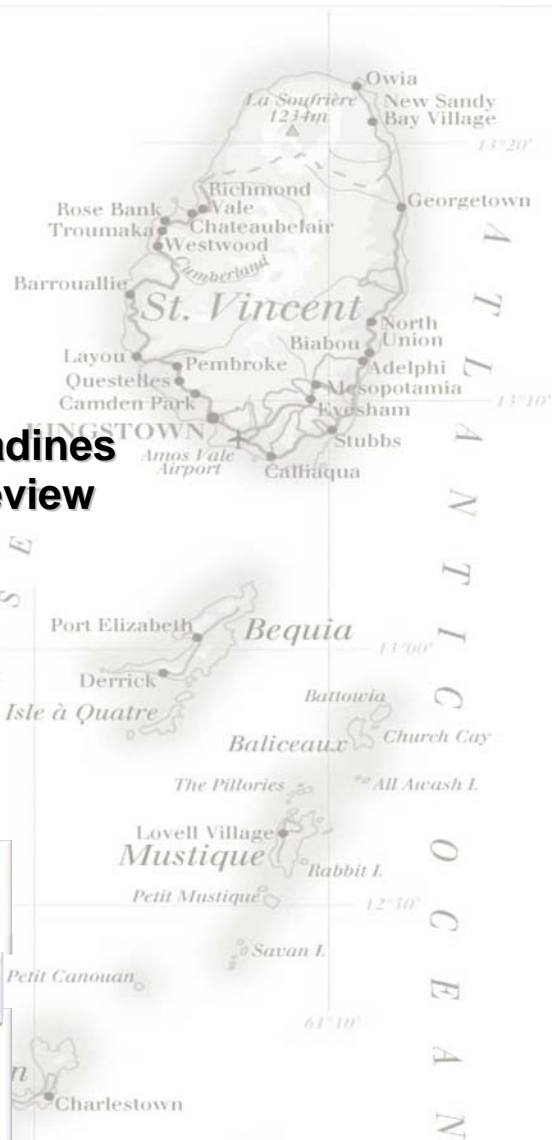 Owia
La Soufrière
1234m
New Sandy
Bay Village
13°20'
Richmond
Vale
Rose Bank
Georgetown
Troumaka
Chateaubelair
Westwood
Cumberland
Barrouallie
St. Vincent
North
Union
Biabou
Layou
Pembroke
Adelphi
Questelles
Mesopotamia
Camden Park
Evesham
13°10'
KINGSTOWN
Stubbs
Amos Vale
Airport
Calliaqua
adines
eview
S E
Port Elizabeth
Bequia
13°00'
Derrick
Battowia
Isle à Quatre
Baliceaux
Church Cay
The Pillories
All Awash I.
Lovell Village
Mustique
Rabbit I.
Petit Mustique
12°50'
Savan I.
Petit Canouan
61°10'
n
Charlestown
ATLANTIC OCEAN